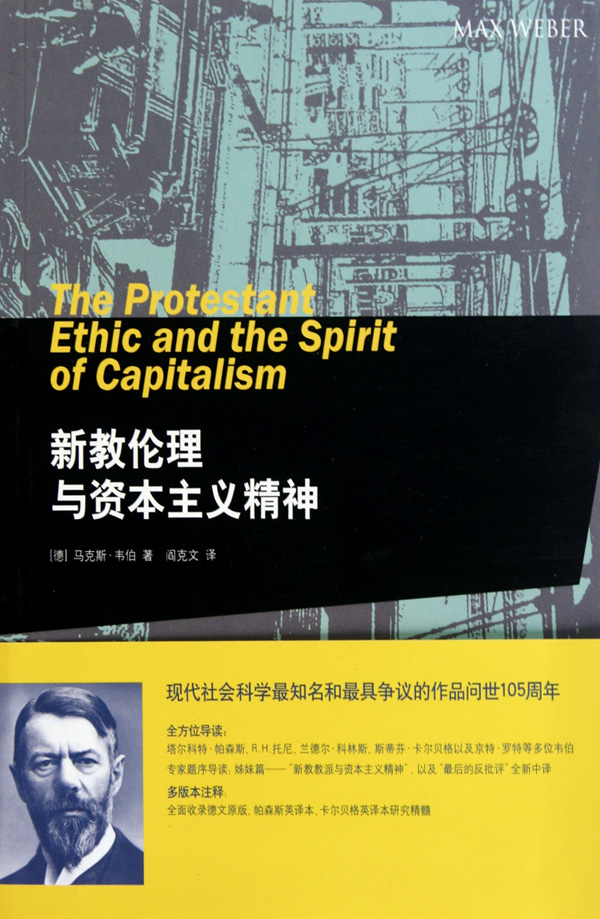 MAX WEBER
The Protestant
Ethic and the Spirit
of Capitalism
新教伦理
与资本主义精神
[德] 马克斯·韦伯 著 阎克文 译
现代社会科学最知名和最具争议的作品问世105周年
全方位导读：
塔尔科特·帕森斯、R.H.托尼、兰德尔·科林斯、斯蒂芬·卡尔贝格以及京特·罗特等多位韦伯
专家题序导读；姊妹篇——“新教教派与资本主义精神”，以及“最后的反批评”全新中译
多版本注释：
全面收录德文原版、帕森斯英译本、卡尔贝格英译本研究精髓